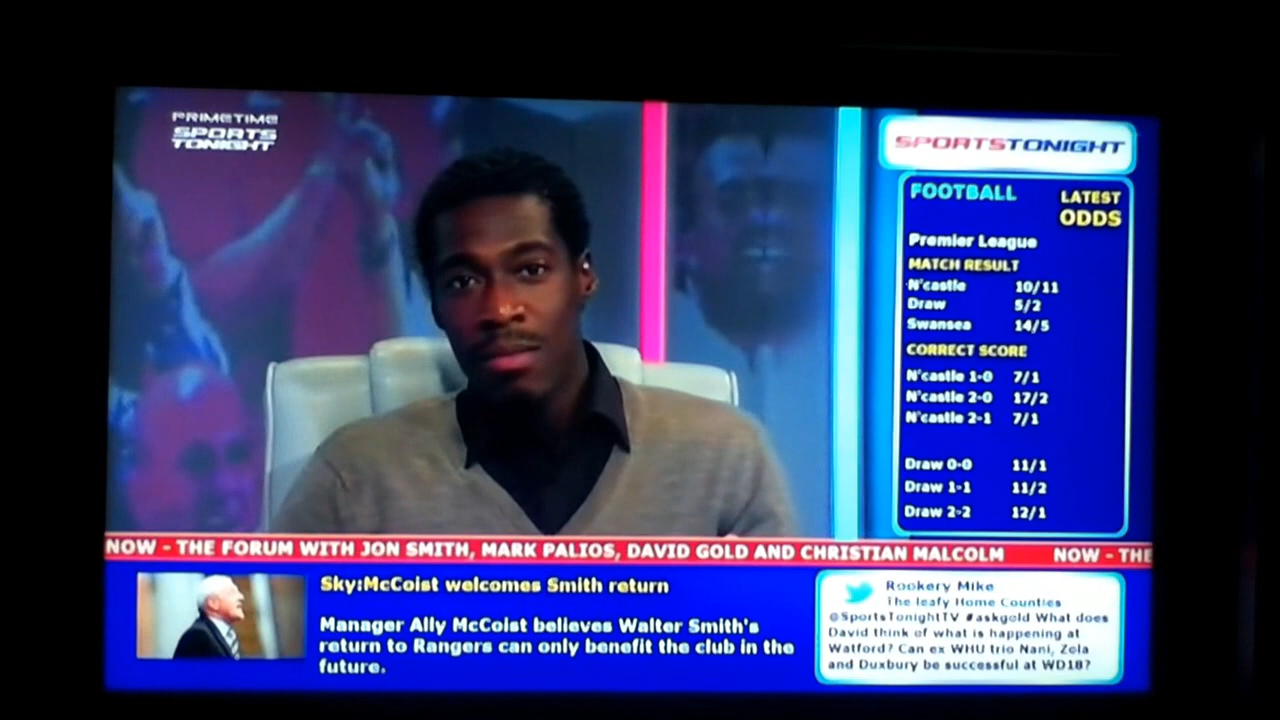 PRIMETIME
SPORTS
TONIGHT
SPORTSTONIGHT
FOOTBALL
LATEST
ODDS
Premier League
MATCH RESULT
N'castle 10/11
Draw 5/2
Swansea 14/5
CORRECT SCORE
N'castle 1-0 7/1
N'castle 2-0 17/2
N'castle 2-1 7/1
Draw 0-0 11/1
Draw 1-1 11/2
Draw 2-2 12/1
NOW - THE FORUM WITH JON SMITH, MARK PALIOS, DAVID GOLD AND CHRISTIAN MALCOLM NOW - THE
Sky:McCoist welcomes Smith return
Manager Ally McCoist believes Walter Smith's
return to Rangers can only benefit the club in the
future.
Rookery Mike
The leafy Home Counties
@SportsTonightTV #askgold What does
David think of what is happening at
Watford? Can ex WHU trio Nani, Zola
and Duxbury be successful at WD18?